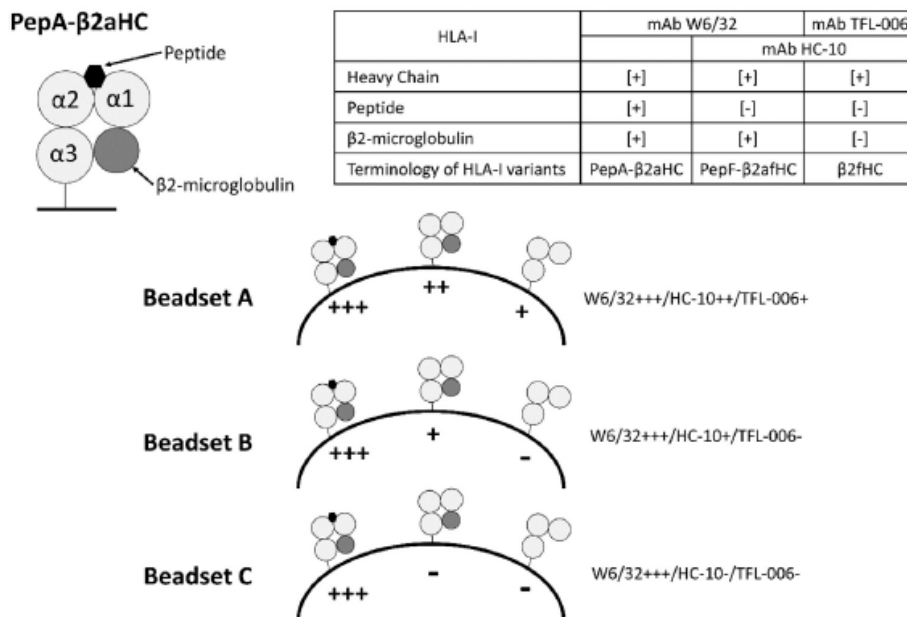 PepA-β2aHC
Peptide
α2 α1
α3
β2-microglobulin
HLA-I mAb W6/32 mAb TFL-006
mAb HC-10
Heavy Chain [+] [+] [+]
Peptide [+] [-] [-]
β2-microglobulin [+] [+] [-]
Terminology of HLA-I variants PepA-β2aHC PepF-β2afHC β2fHC
Beadset A
+++ ++ +
W6/32+++/HC-10++/TFL-006+
Beadset B
+++ + -
W6/32+++/HC-10+/TFL-006-
Beadset C
+++ - -
W6/32+++/HC-10-/TFL-006-